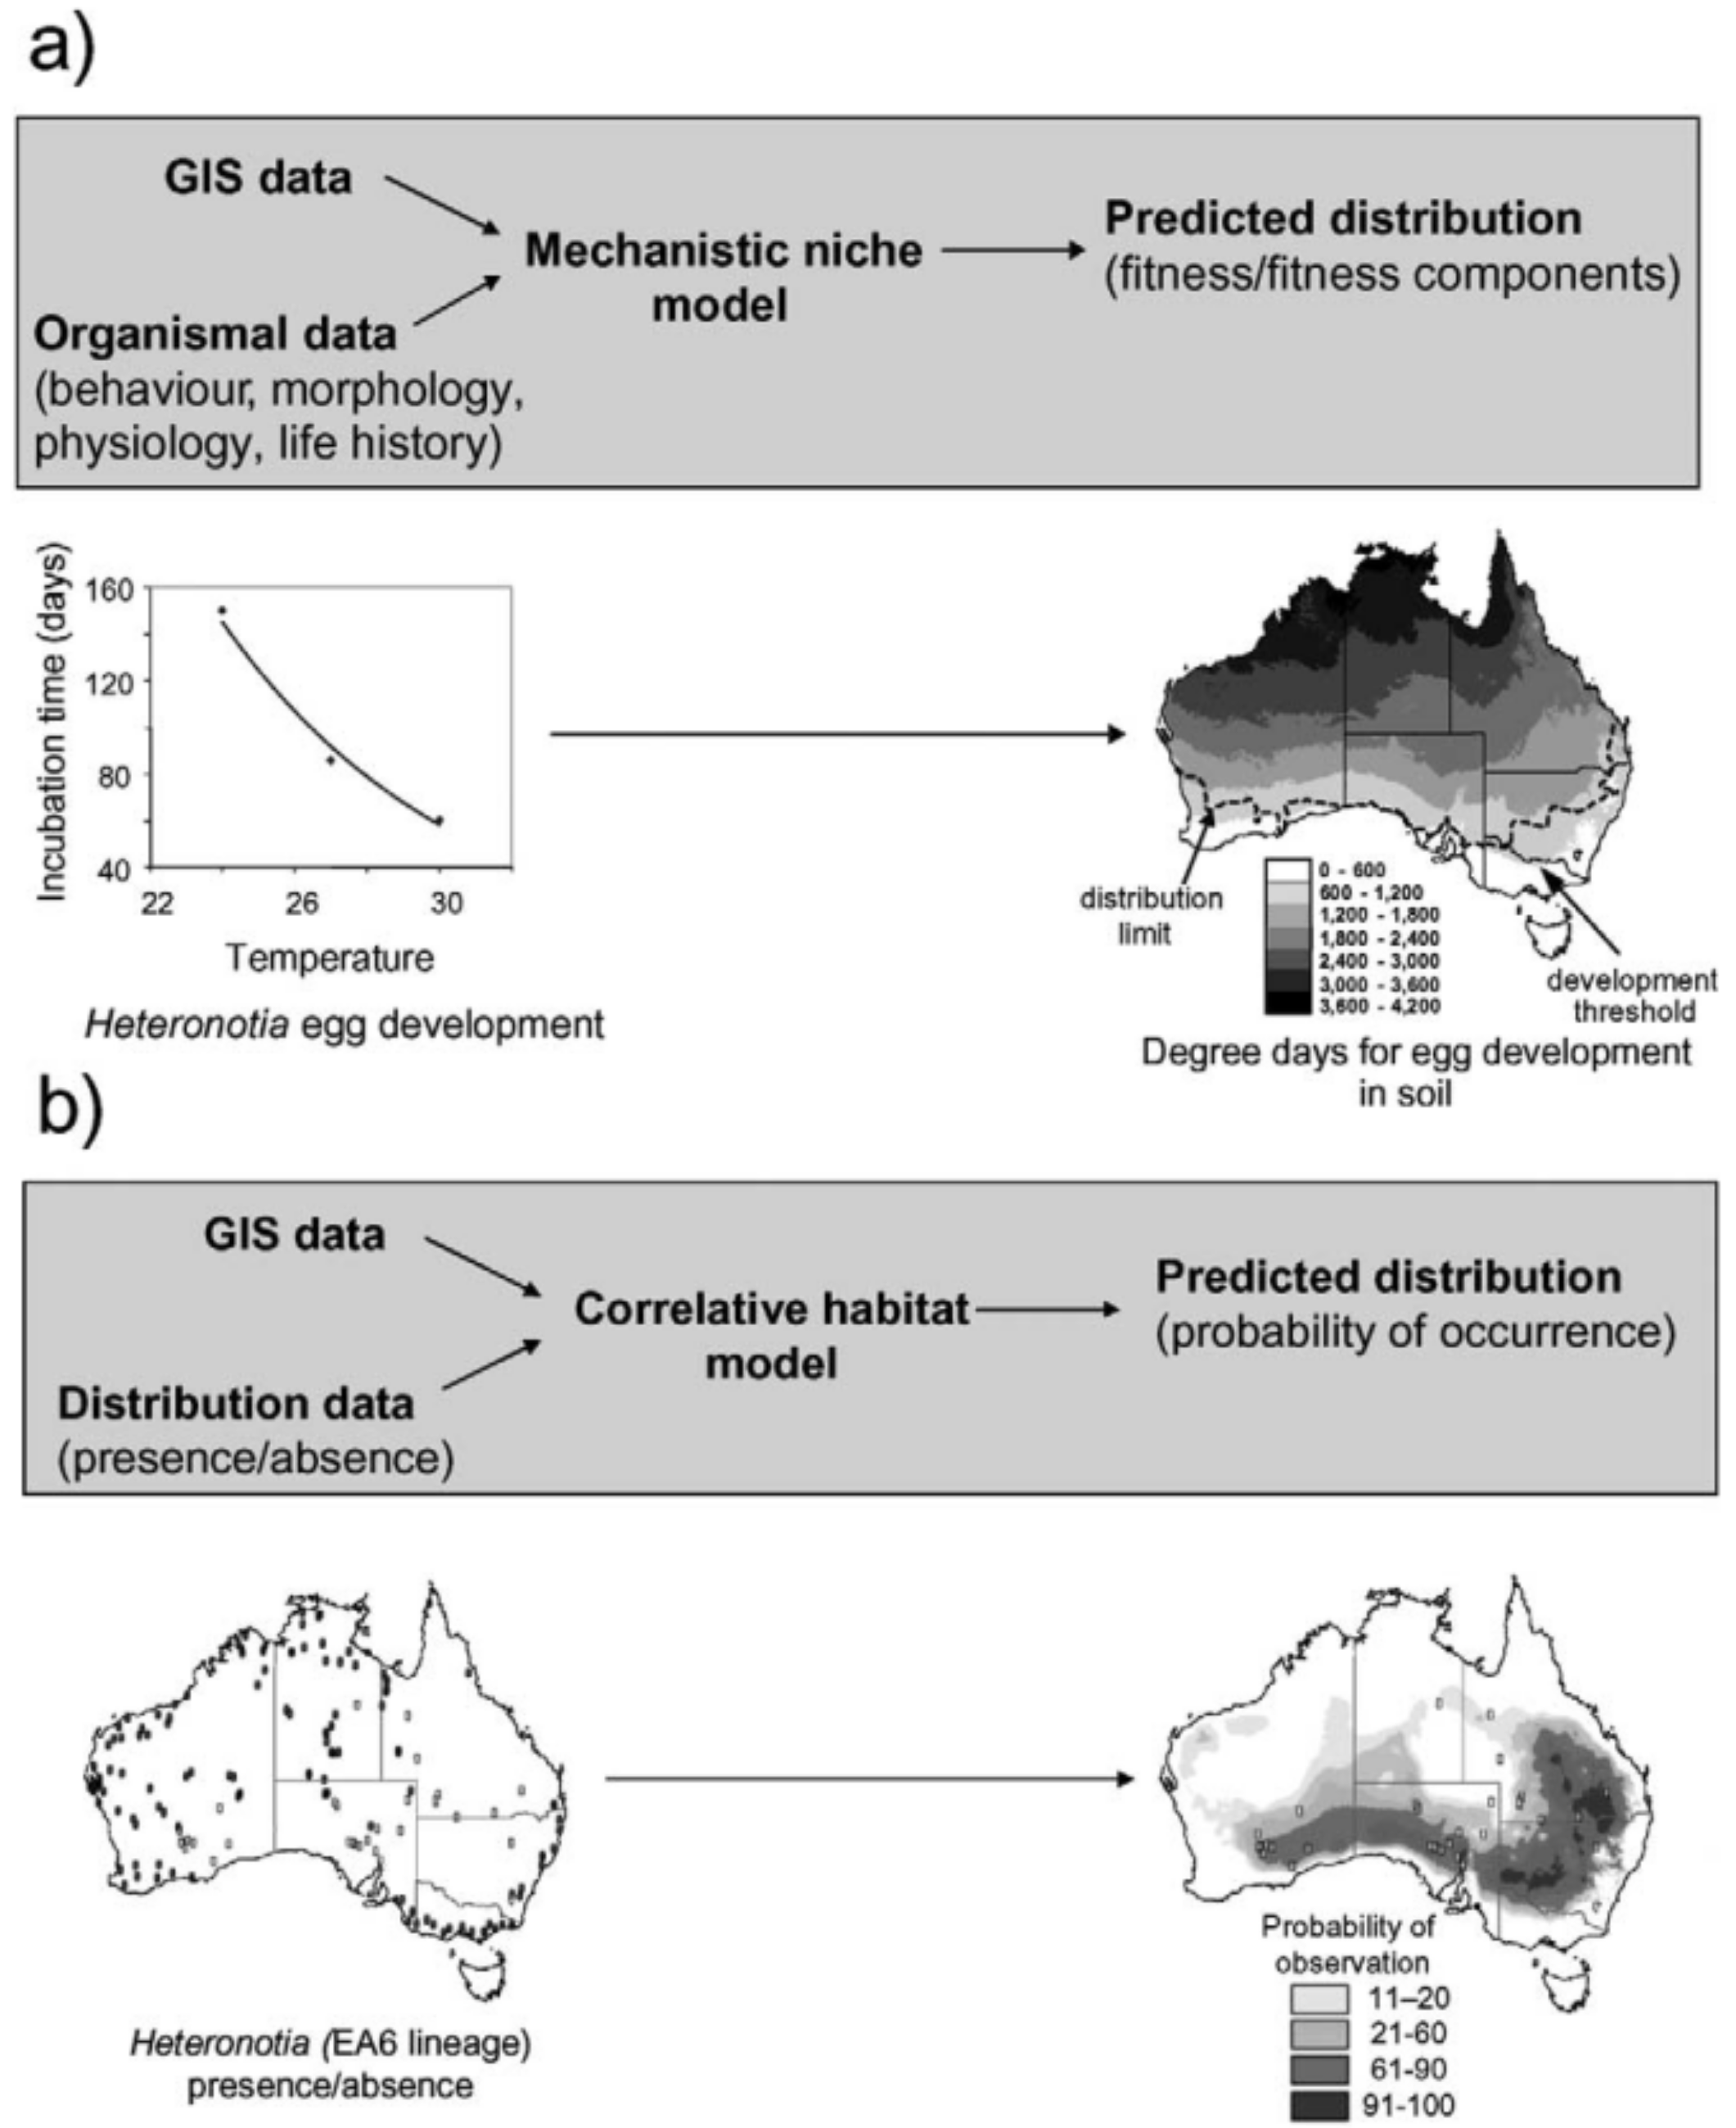 a)
GIS data
Mechanistic niche
model
Predicted distribution
(fitness/fitness components)
Organismal data
(behaviour, morphology,
physiology, life history)
Incubation time (days)
160
120
80
40
22
26
30
Temperature
Heteronotia egg development
distribution
limit
0 - 600
600 - 1,200
1,200 - 1,800
1,800 - 2,400
2,400 - 3,000
3,000 - 3,600
3,600 - 4,200
development
threshold
Degree days for egg development
in soil
b)
GIS data
Correlative habitat
model
Predicted distribution
(probability of occurrence)
Distribution data
(presence/absence)
Heteronotia (EA6 lineage)
presence/absence
Probability of
observation
11–20
21-60
61-90
91-100